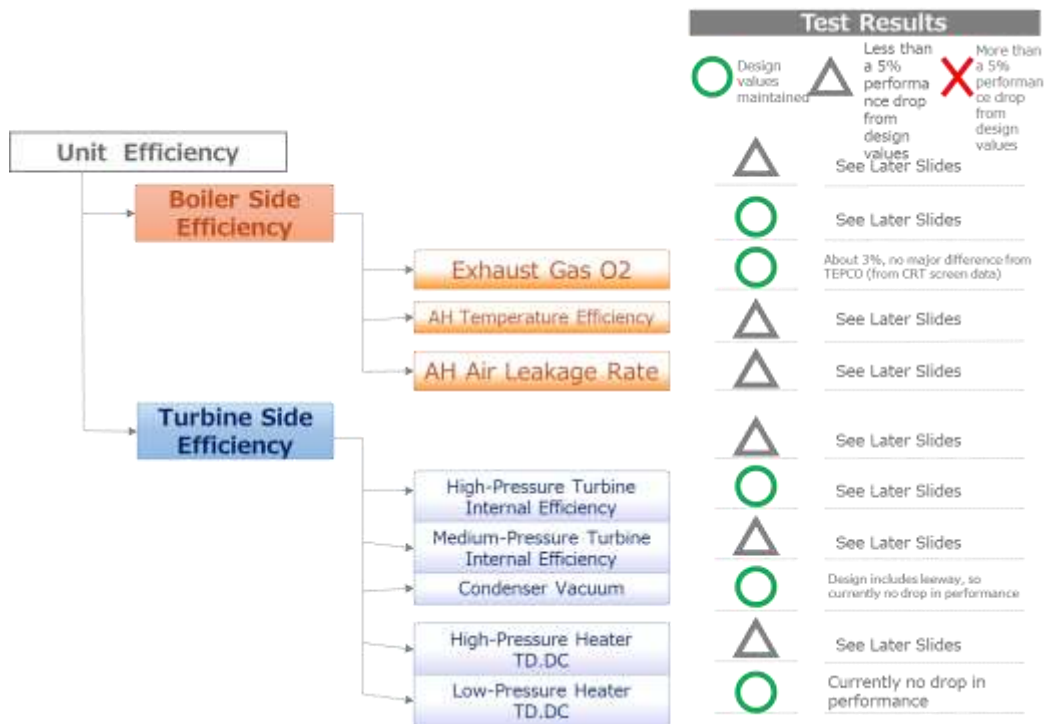 Test Results
Design
values
maintained
Less than
a 5%
performa
nce drop
from
design
values
More than
a 5%
performan
ce drop
from
design
values
Unit Efficiency
See Later Slides
Boiler Side
Efficiency
See Later Slides
Exhaust Gas O2
About 3%, no major difference from
TEPCO (from CRT screen data)
AH Temperature Efficiency
See Later Slides
AH Air Leakage Rate
See Later Slides
Turbine Side
Efficiency
See Later Slides
High-Pressure Turbine
Internal Efficiency
See Later Slides
Medium-Pressure Turbine
Internal Efficiency
See Later Slides
Condenser Vacuum
Design includes leeway, so
currently no drop in performance
High-Pressure Heater
TD.DC
See Later Slides
Low-Pressure Heater
TD.DC
Currently no drop in
performance